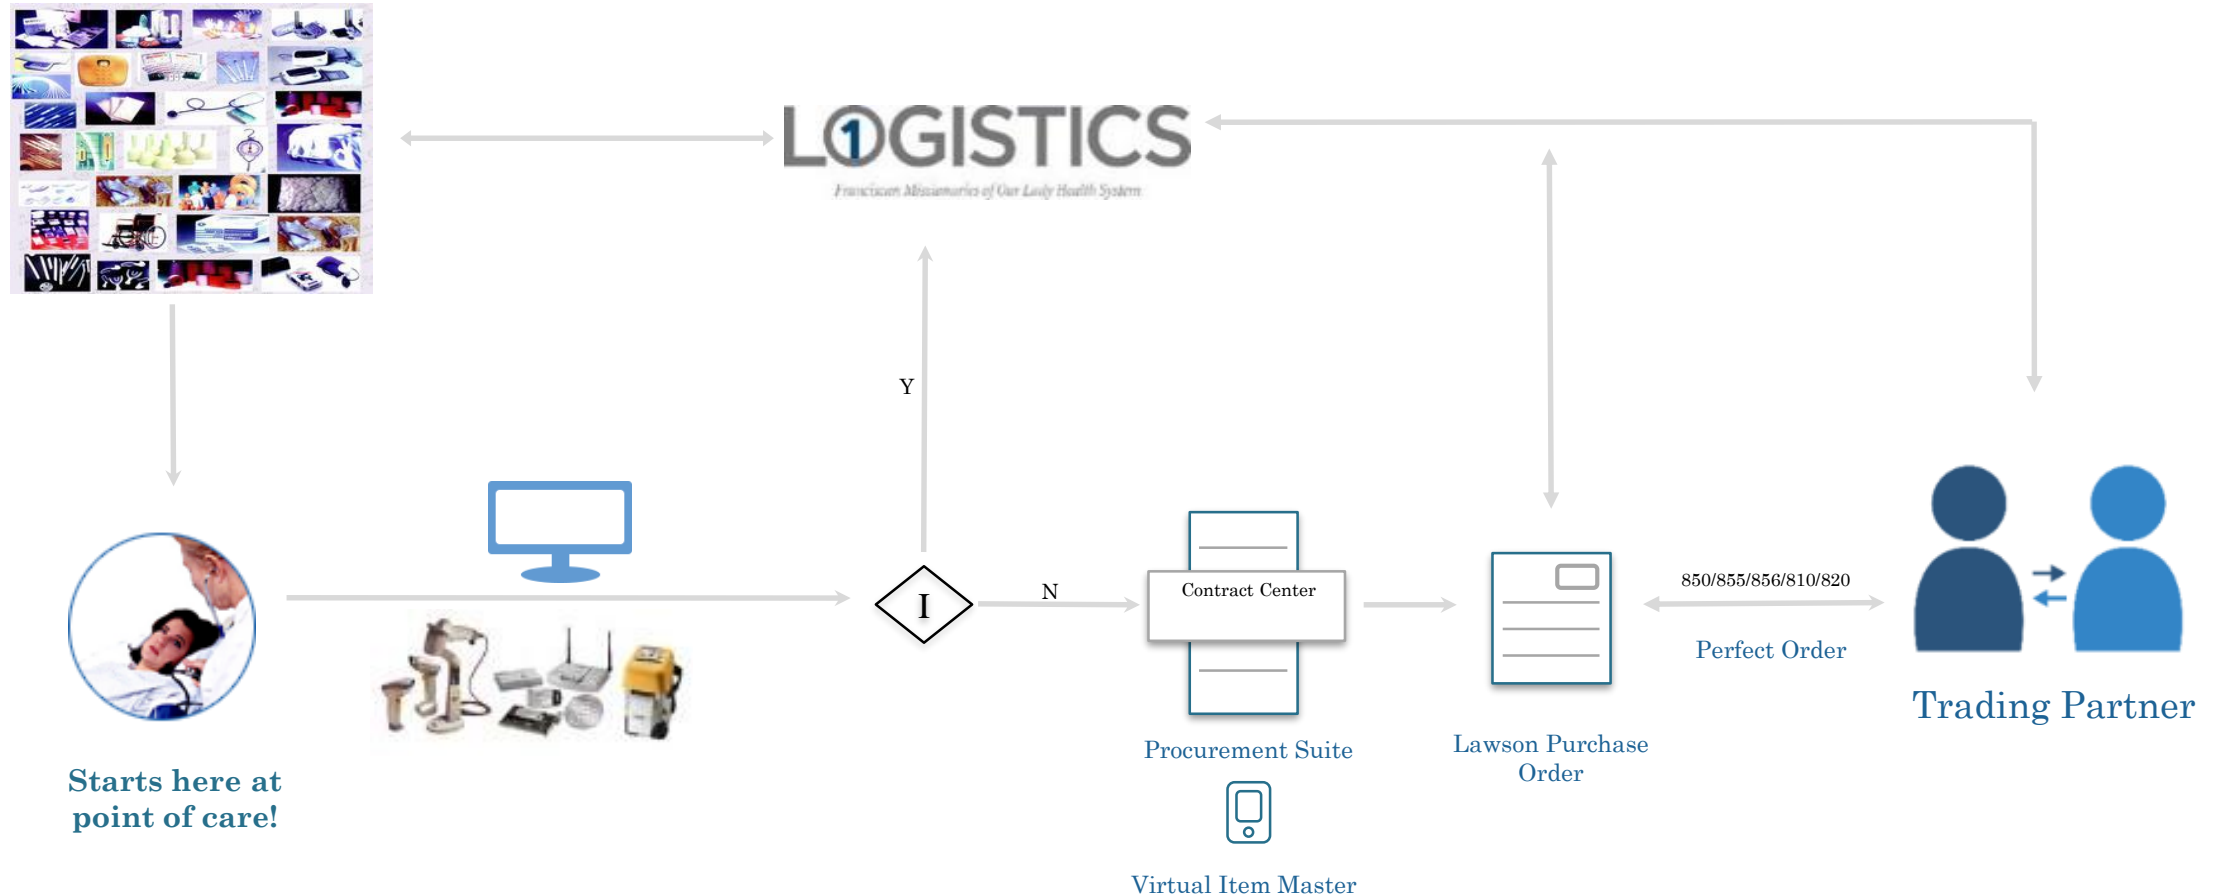 L1GISTICS
Franciscan Missionaries of Our Lady Health System
Y
I
N
Contract Center
850/855/856/810/820
Perfect Order
Trading Partner
Procurement Suite
Lawson Purchase
Order
Starts here at
point of care!
Virtual Item Master